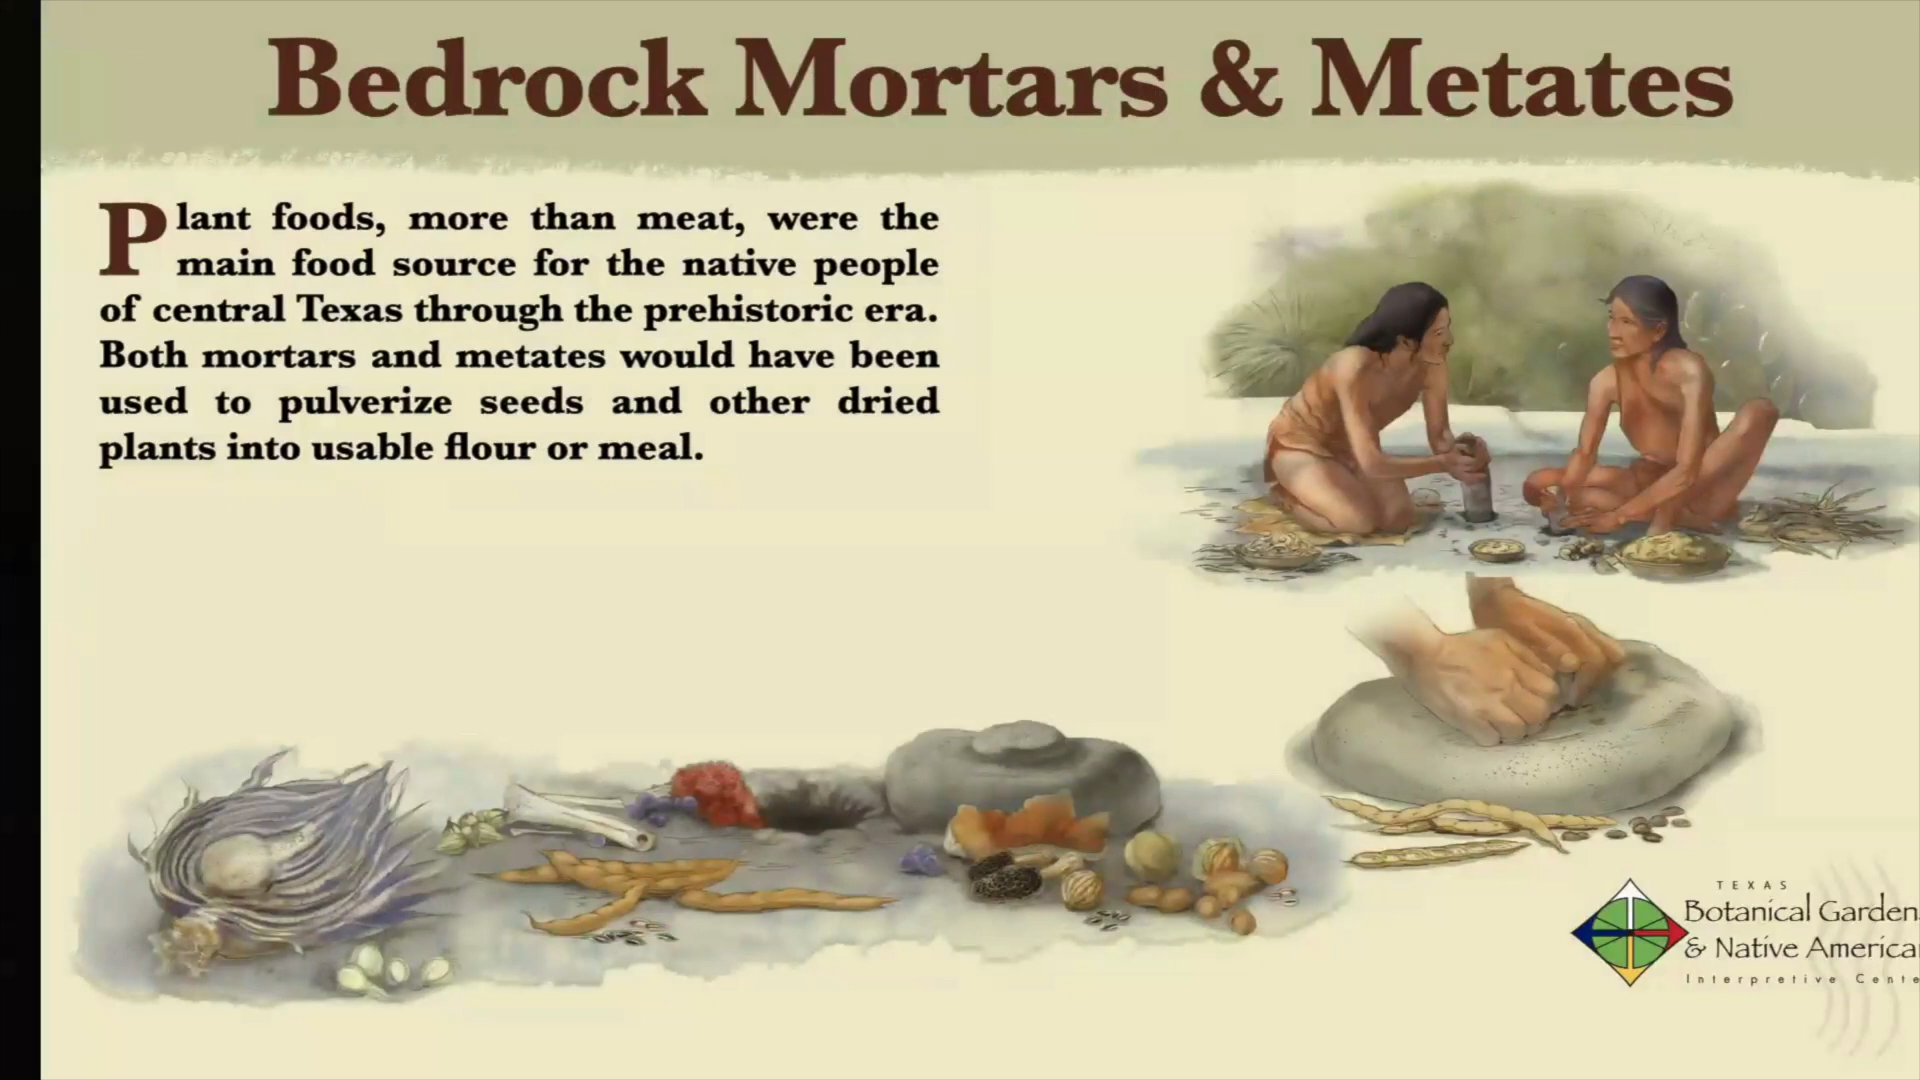 Bedrock Mortars & Metates
Plant foods, more than meat, were the
main food source for the native people
of central Texas through the prehistoric era.
Both mortars and metates would have been
used to pulverize seeds and other dried
plants into usable flour or meal.
TEXAS
Botanical Garden
& Native America
Interpretive Cente